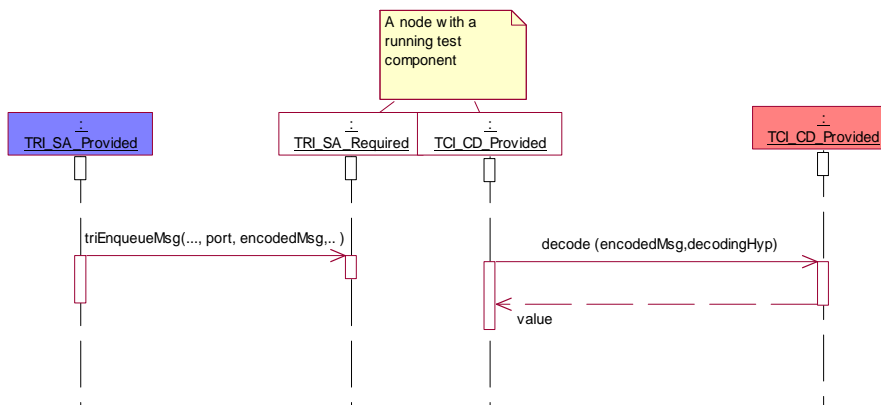 A node with a
running test
component
:
TRI_SA_Provided
:
TRI_SA_Required
:
TCI_CD_Provided
:
TCI_CD_Provided
triEnqueueMsg(..., port, encodedMsg,.. )
decode (encodedMsg,decodingHyp)
value